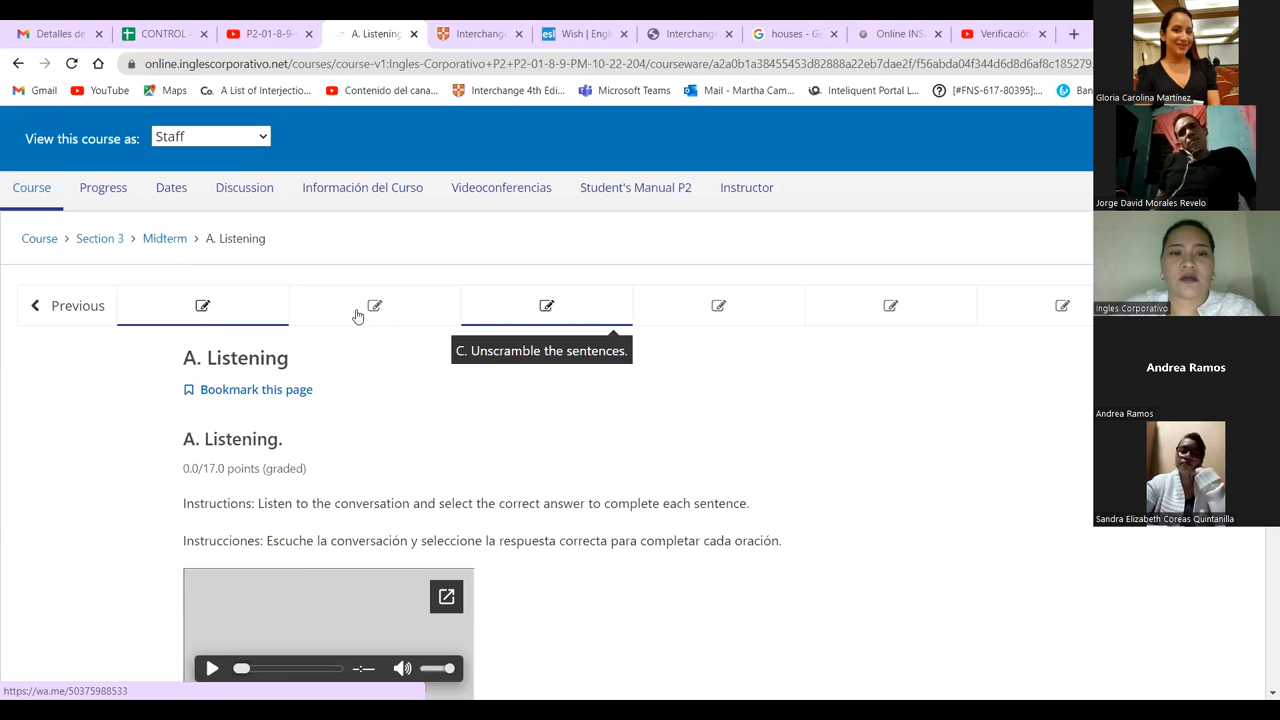 Detalles de
CONTROL
P2-01-8-9-
A. Listening
Interchange
Wish | Engl
Interchange
houses - Go
Online INS
Verificación
online.inglescorporativo.net/courses/course-v1:Ingles-Corporativo+P2+P2-01-8-9-PM-10-22-204/courseware/a2a0b1a38455453d82888a22eb7dae2f/f56abda04f344d6d8d6af8c185279
Gmail
YouTube
Maps
A List of Interjectio...
Contenido del cana...
Interchange 4th Edi...
Microsoft Teams
Mail - Martha Cam...
Inteliquent Portal L...
[#FNS-617-80395]:...
Ban
View this course as:
Staff
Course
Progress
Dates
Discussion
Información del Curso
Videoconferencias
Student's Manual P2
Instructor
Course > Section 3 > Midterm > A. Listening
Previous
C. Unscramble the sentences.
A. Listening
Bookmark this page
A. Listening.
0.0/17.0 points (graded)
Instructions: Listen to the conversation and select the correct answer to complete each sentence.
Instrucciones: Escuche la conversación y seleccione la respuesta correcta para completar cada oración.
-:--
https://wa.me/50375988533
Gloria Carolina Martínez
Jorge David Morales Revelo
Ingles Corporativo
Andrea Ramos
Andrea Ramos
Sandra Elizabeth Coreas Quintanilla